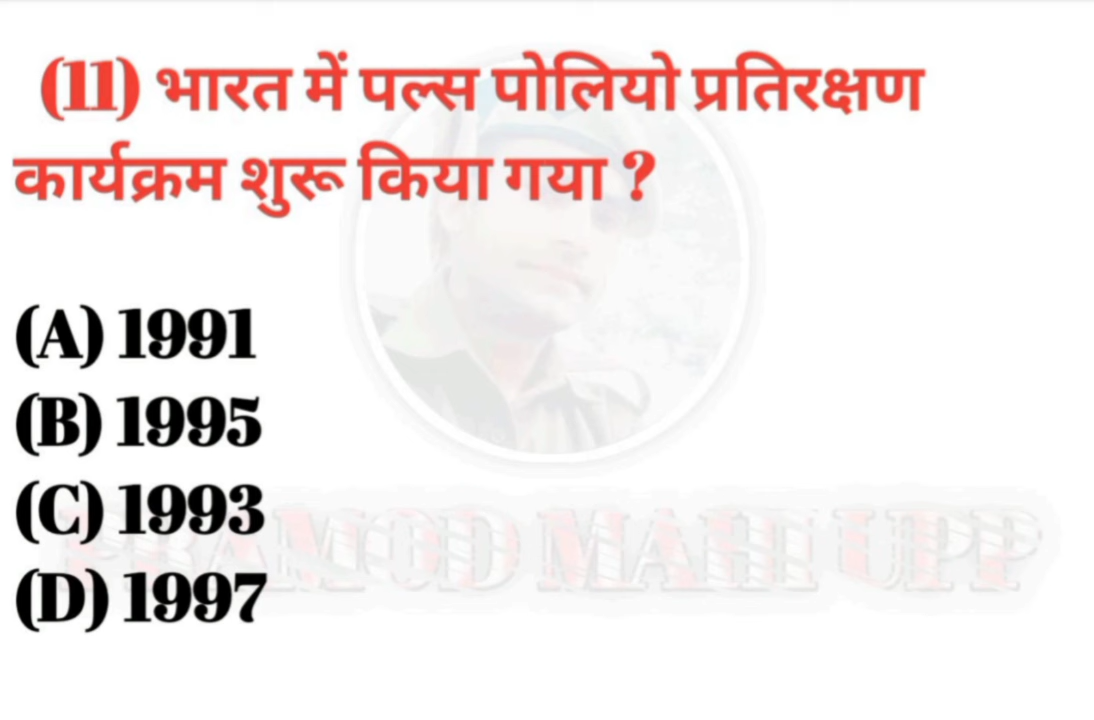 (11) भारत में पल्स पोलियो प्रतिरक्षण
कार्यक्रम शुरू किया गया ?
(A) 1991
(B) 1995
(C) 1993
(D) 1997
PRAMOD MAHI UPP